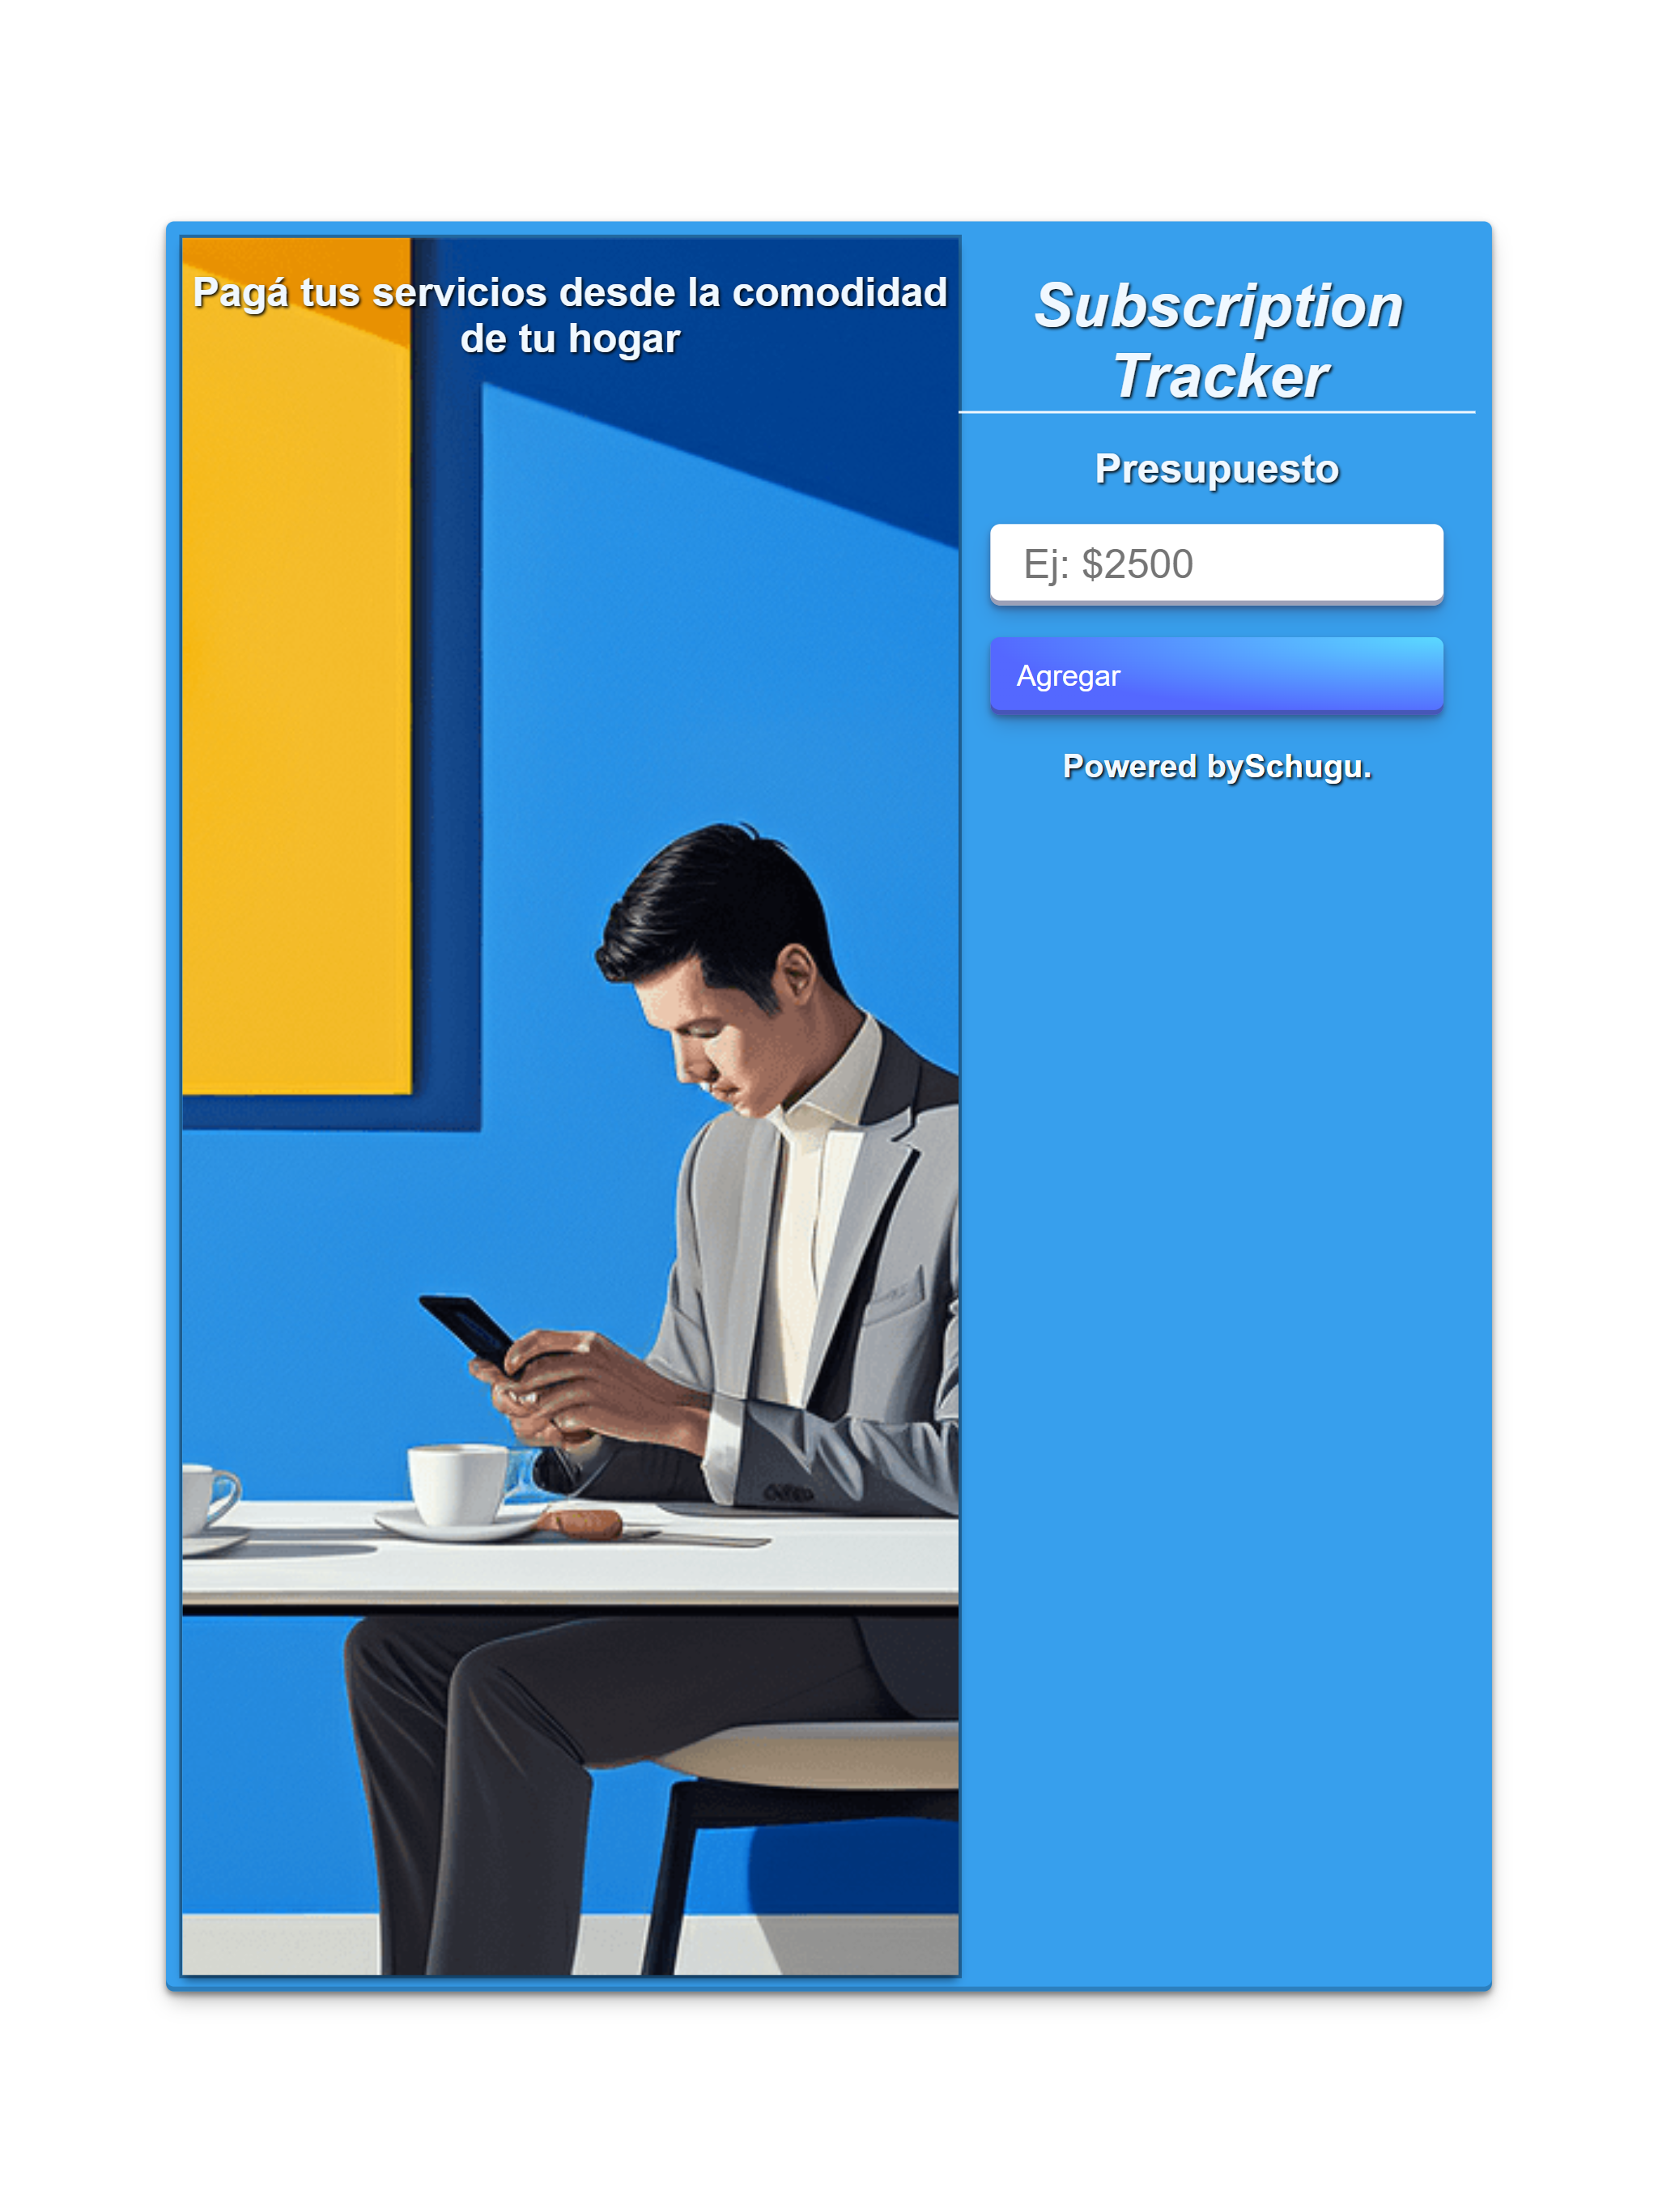 Pagá tus servicios desde la comodidad
de tu hogar
Subscription
Tracker
Presupuesto
Ej: $2500
Agregar
Powered bySchugu.